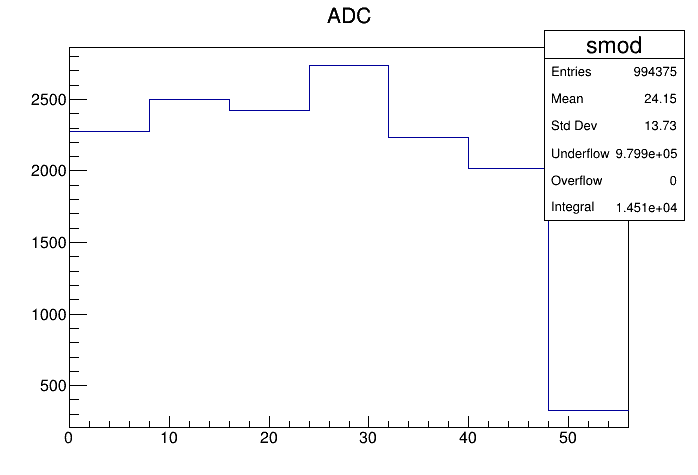 ADC
smod
Entries 994375
Mean 24.15
Std Dev 13.73
Underflow 9.799e+05
Overflow 0
Integral 1.451e+04
2500
2000
1500
1000
500
0 10 20 30 40 50